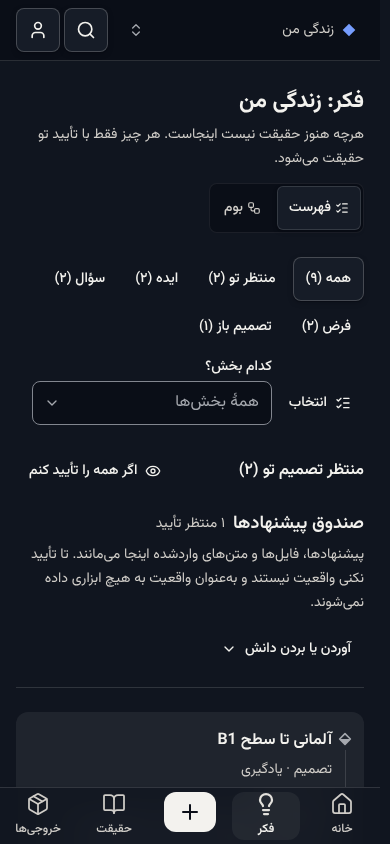 زندگی من
فکر: زندگی من
هرچه هنوز حقیقت نیست اینجاست. هر چیز فقط با تأیید تو
حقیقت می‌شود.
فهرست
بوم
همه (۹)
منتظر تو (۲)
ایده (۲)
سؤال (۲)
فرض (۲)
تصمیم باز (۱)
کدام بخش؟
انتخاب
همهٔ بخش‌ها
منتظر تصمیم تو (۲)
اگر همه را تأیید کنم
صندوق پیشنهادها ۱ منتظر تأیید
پیشنهادها، فایل‌ها و متن‌های واردشده اینجا می‌مانند. تا تأیید
نکنی واقعیت نیستند و به‌عنوان واقعیت به هیچ ابزاری داده
نمی‌شوند.
آوردن یا بردن دانش
آلمانی تا سطح B1
تصمیم · یادگیری
خانه
فکر
حقیقت
خروجی‌ها